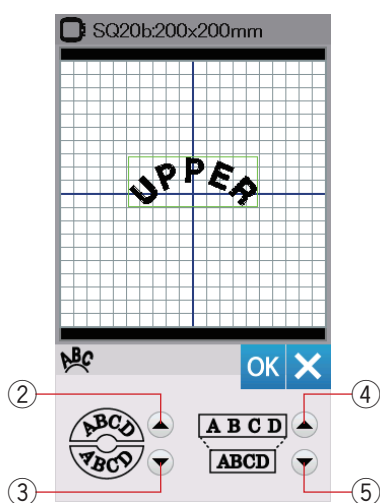 SQ20b:200x200mm
UPPER
ABC
OK
② ④
ABCD A B C D
ABCD ABCD
③ ⑤